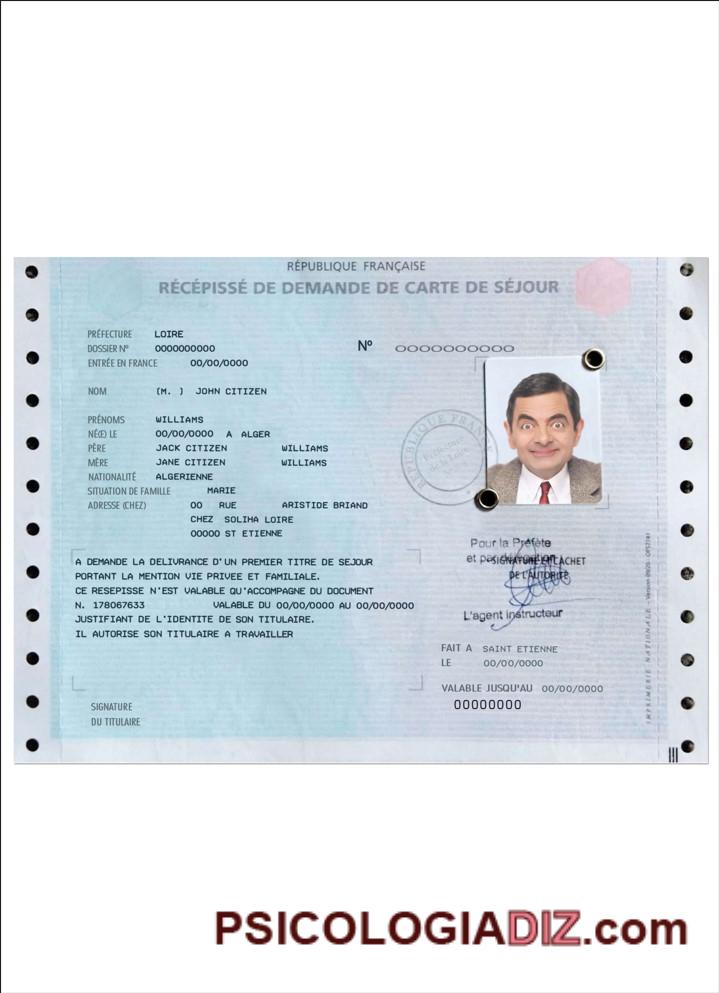 RÉPUBLIQUE FRANÇAISE
RÉCÉPISSÉ DE DEMANDE DE CARTE DE SÉJOUR
PRÉFECTURE LOIRE
DOSSIER Nº 0000000000 Nº 0000000000
ENTRÉE EN FRANCE 00/00/0000
NOM (M. ) JOHN CITIZEN
PRÉNOMS WILLIAMS
NÉ(E) LE 00/00/0000 A ALGER
PÈRE JACK CITIZEN WILLIAMS
MÈRE JANE CITIZEN WILLIAMS
NATIONALITÉ ALGERIENNE
SITUATION DE FAMILLE MARIE
ADRESSE (CHEZ) 00 RUE ARISTIDE BRIAND
CHEZ SOLIHA LOIRE
00000 ST ETIENNE
RÉPUBLIQUE FRANÇ
Préfecture
de la Loire
Pour la Préfète
et par délégation
SIGNATURE ET CACHET
DE L'AUTORITÉ
L'agent instructeur
A DEMANDE LA DELIVRANCE D'UN PREMIER TITRE DE SEJOUR
PORTANT LA MENTION VIE PRIVEE ET FAMILIALE.
CE RESEPISSE N'EST VALABLE QU'ACCOMPAGNE DU DOCUMENT
N. 178067633 VALABLE DU 00/00/0000 AU 00/00/0000
JUSTIFIANT DE L'IDENTITE DE SON TITULAIRE.
IL AUTORISE SON TITULAIRE A TRAVAILLER
FAIT A SAINT ETIENNE
LE 00/00/0000
VALABLE JUSQU'AU 00/00/0000
00000000
SIGNATURE
DU TITULAIRE
IMPRIMERIE NATIONALE
PSICOLOGIADIZ.com